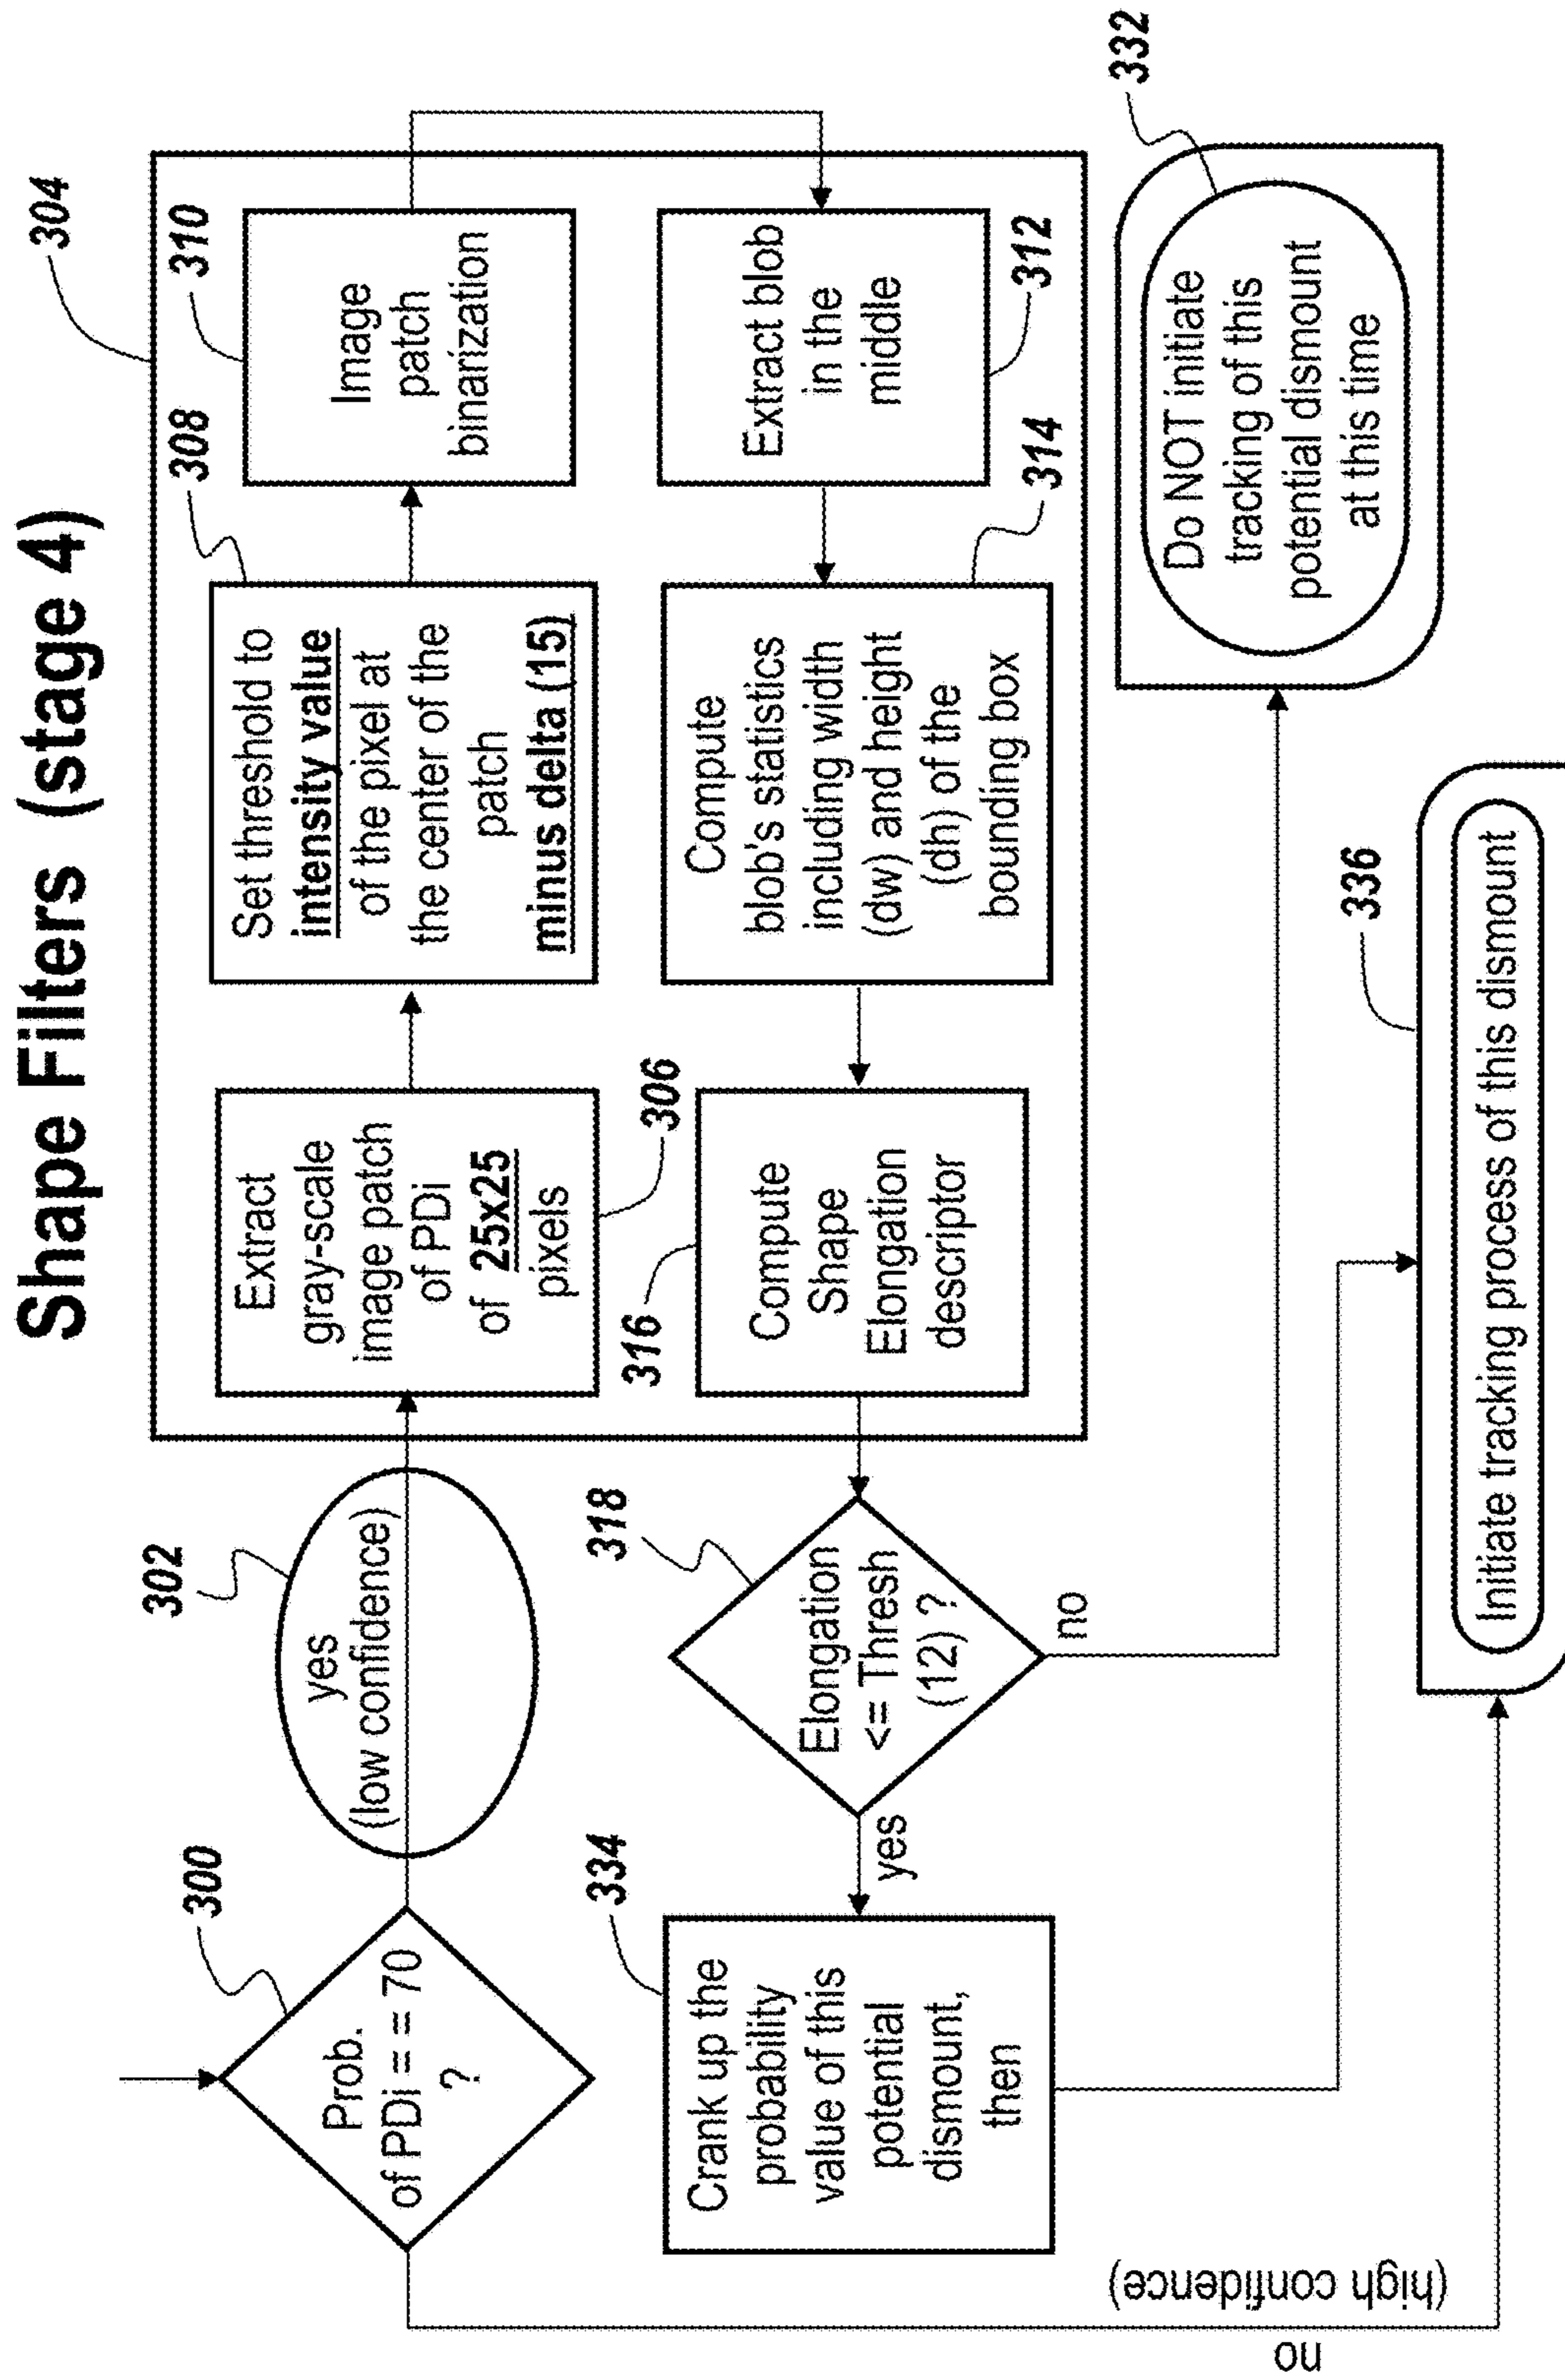 Shape Filters (stage 4)
300
Prob.
of PDi = = 70
?
302
yes
(low confidence)
304
Extract
gray-scale
image patch
of PDi
of 25x25
pixels
306
308
Set threshold to
intensity value
of the pixel at
the center of the
patch
minus delta (15)
310
Image
patch
binarization
Extract blob
in the
middle
312
Compute
blob's statistics
including width
(dw) and height
(dh) of the
bounding box
314
316
Compute
Shape
Elongation
descriptor
318
Elongation
<= Thresh
(12) ?
yes
no
334
Crank up the
probability
value of this
potential
dismount,
then
332
Do NOT initiate
tracking of this
potential dismount
at this time
no
(high confidence)
336
Initiate tracking process of this dismount